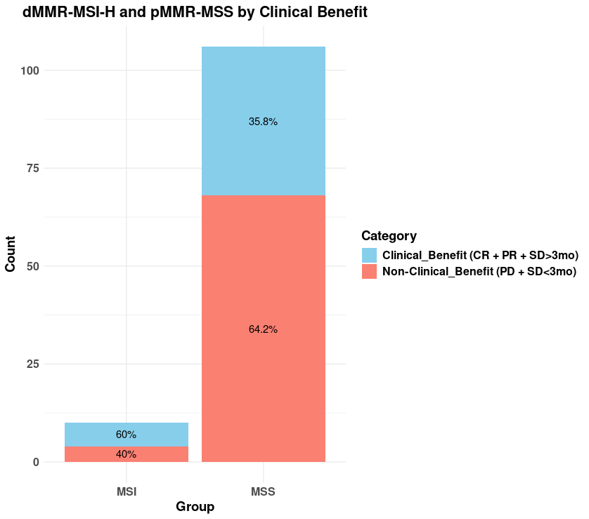 dMMR-MSI-H and pMMR-MSS by Clinical Benefit
100
75
50
25
0
Count
35.8%
64.2%
60%
40%
MSI
MSS
Group
Category
Clinical_Benefit (CR + PR + SD>3mo)
Non-Clinical_Benefit (PD + SD<3mo)